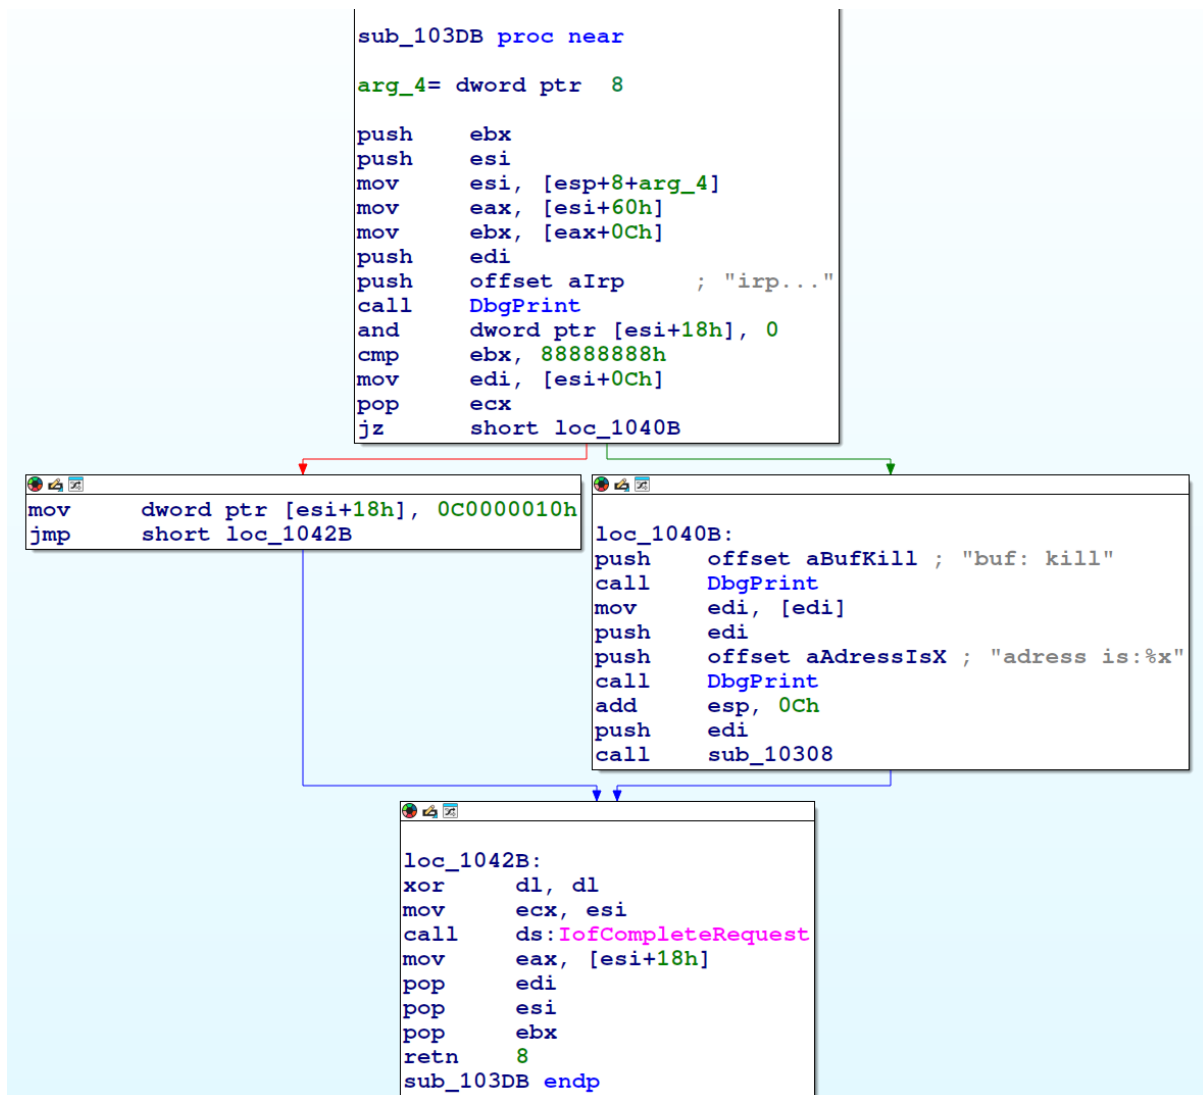 sub_103DB proc near
arg_4= dword ptr  8
push    ebx
push    esi
mov     esi, [esp+8+arg_4]
mov     eax, [esi+60h]
mov     ebx, [eax+0Ch]
push    edi
push    offset aIrp     ; "irp..."
call    DbgPrint
and     dword ptr [esi+18h], 0
cmp     ebx, 88888888h
mov     edi, [esi+0Ch]
pop     ecx
jz      short loc_1040B
mov     dword ptr [esi+18h], 0C0000010h
jmp     short loc_1042B
loc_1040B:
push    offset aBufKill ; "buf: kill"
call    DbgPrint
mov     edi, [edi]
push    edi
push    offset aAdressIsX ; "adress is:%x"
call    DbgPrint
add     esp, 0Ch
push    edi
call    sub_10308
loc_1042B:
xor     dl, dl
mov     ecx, esi
call    ds:IofCompleteRequest
mov     eax, [esi+18h]
pop     edi
pop     esi
pop     ebx
retn    8
sub_103DB endp